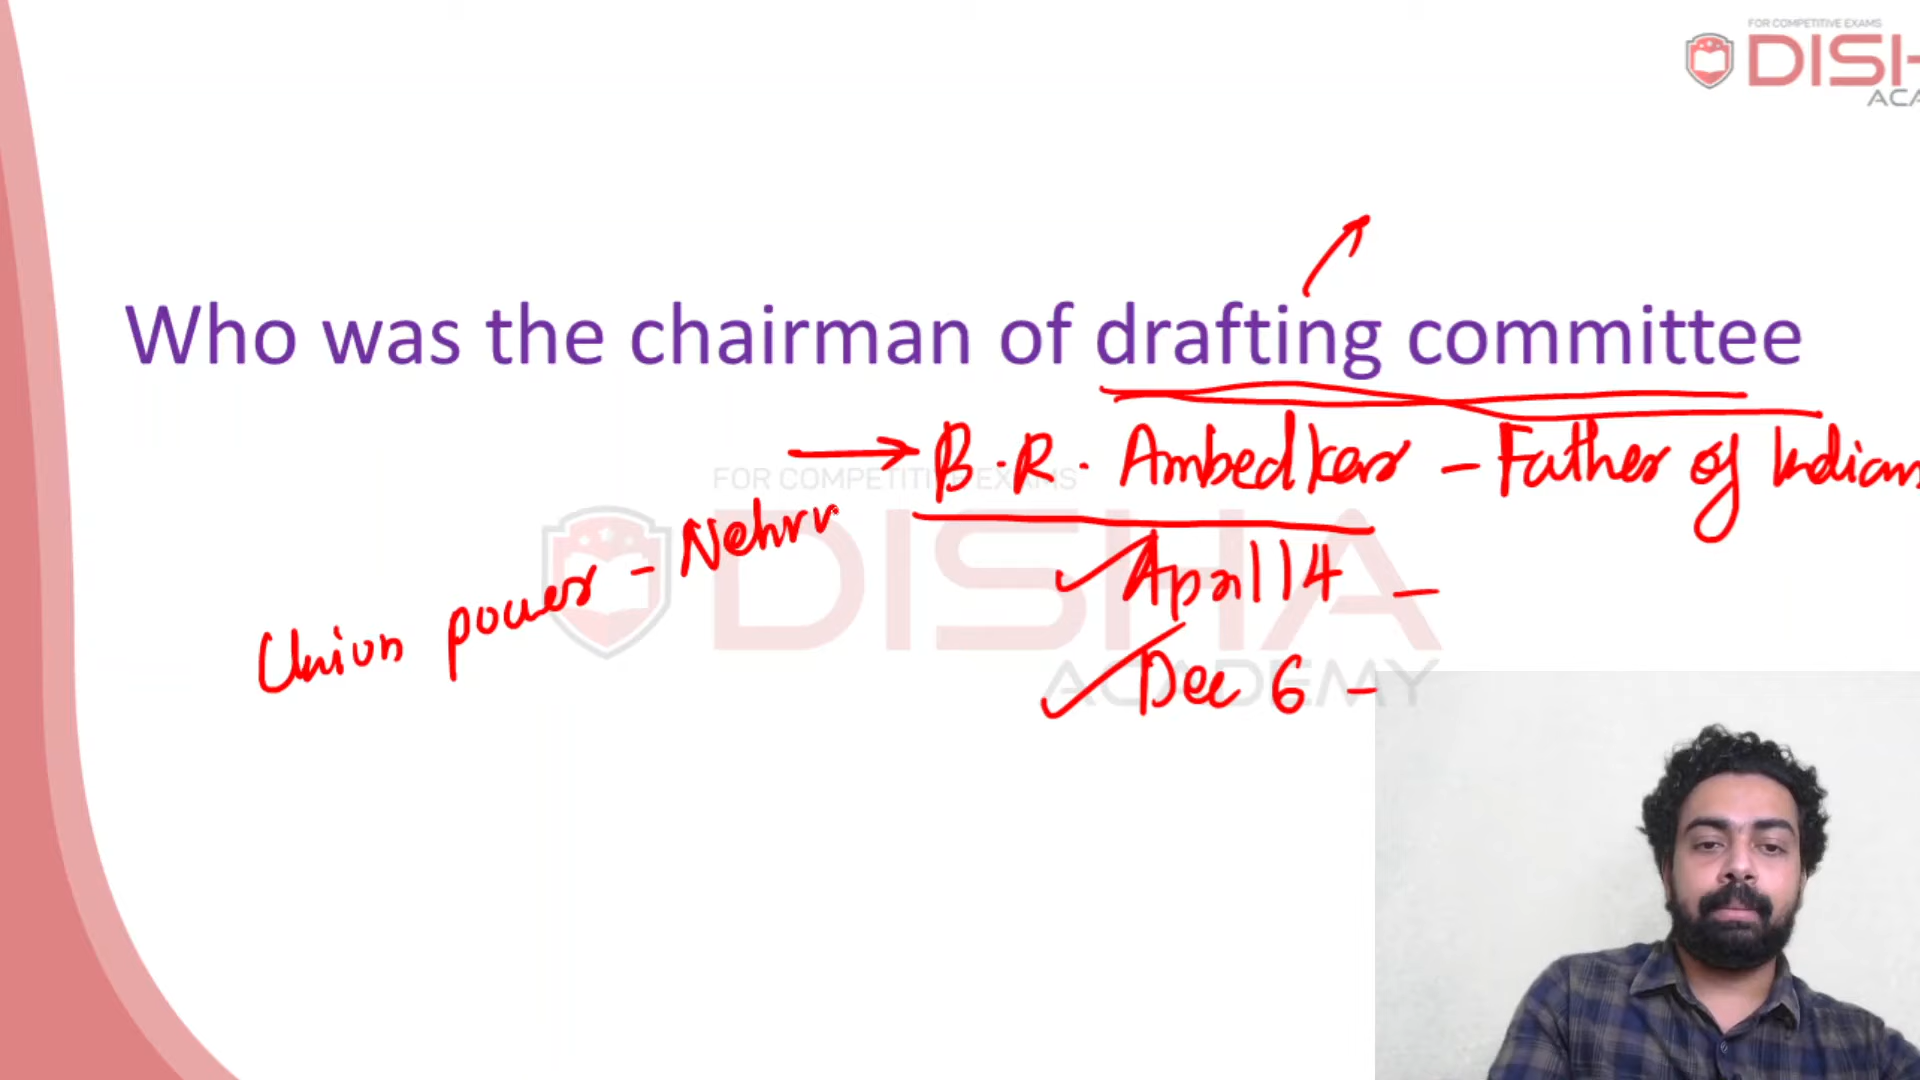 FOR COMPETITIVE EXAMS
DISH
ACA
Who was the chairman of drafting committee
B.R. Ambedkar - Father of Indian
FOR COMPETITIVE EXAMS
Union power - Nehru
DISHA
April 14 -
ACADEMY
Dec 6 -